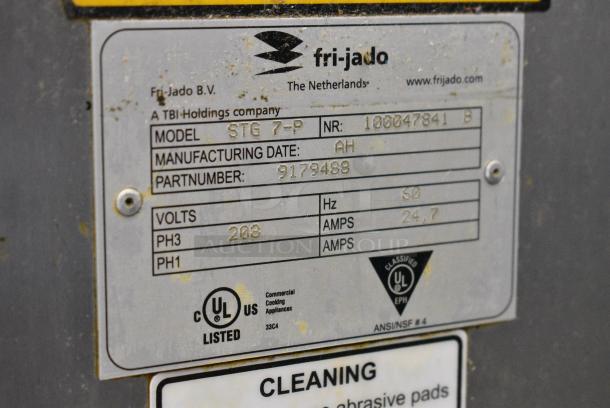 fri-jado
Fri-Jado B.V. The Netherlands www.frijado.com
A TBI Holdings company
MODEL STG 7-P NR: 100047841 B
MANUFACTURING DATE: AH
PARTNUMBER: 9179488
VOLTS Hz 60
PH3 208 AMPS 24,7
PH1 AMPS
AUCTION GROUP
C UL US LISTED
Commercial
Cooking
Appliances
33C4
CLASSIFIED
UL
EPH
ANSI/NSF # 4
CLEANING
abrasive pads